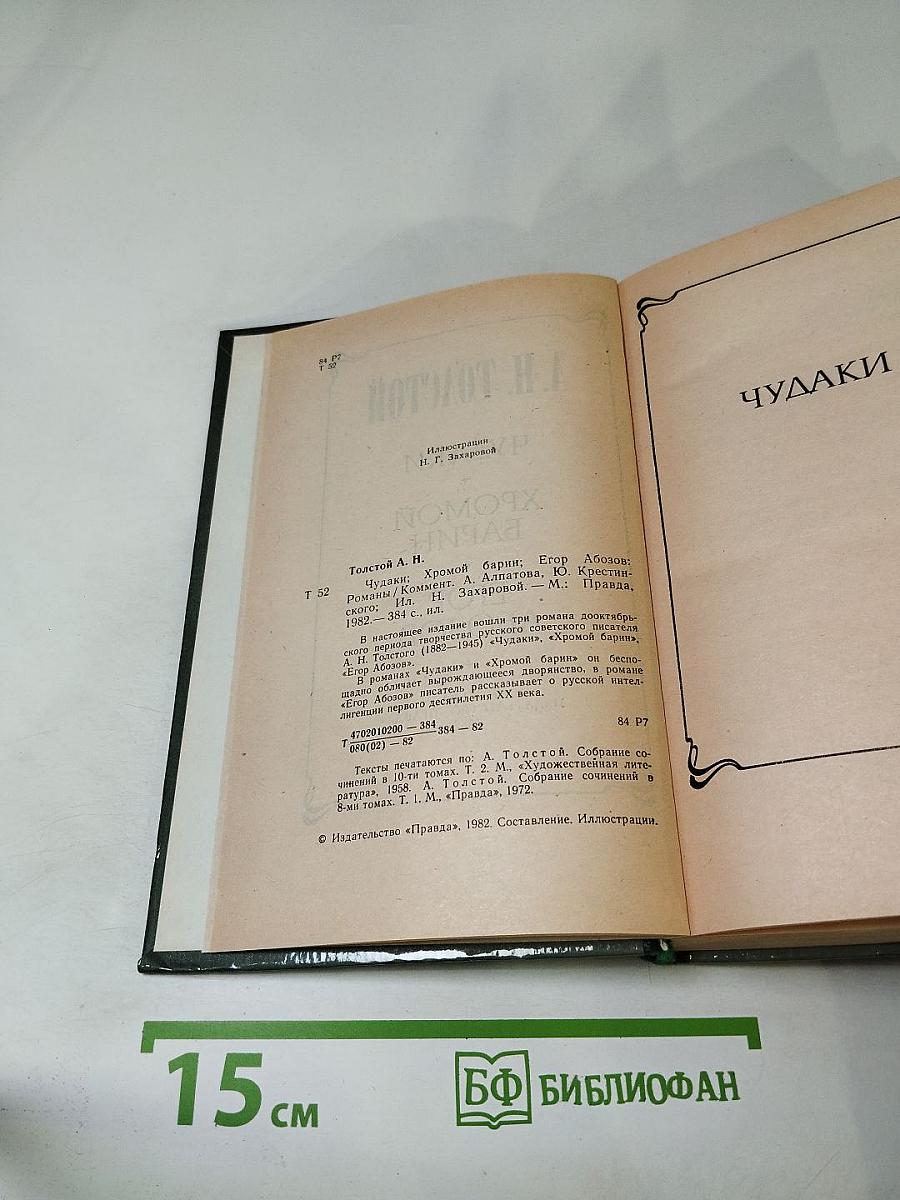 84 Р7
Т 52
Иллюстрации
Н. Г. Захаровой
Толстой А. Н.
Т 52
Чудаки; Хромой барин; Егор Абозов:
Романы/Коммент. А. Алпатова, Ю. Крестин-
ского; Ил. Н. Захаровой. — М.: Правда,
1982. — 384 с., ил.
В настоящее издание вошли три романа дооктябрь-
ского периода творчества русского советского писателя
А. Н. Толстого (1882—1945) «Чудаки», «Хромой барин»,
«Егор Абозов».
В романах «Чудаки» и «Хромой барин» он беспо-
щадно обличает вырождающееся дворянство, в романе
«Егор Абозов» писатель рассказывает о русской интел-
лигенции первого десятилетия XX века.
Т 4702010200 — 384
080(02) — 82
384 — 82
84 Р7
Тексты печатаются по: А. Толстой. Собрание со-
чинений в 10-ти томах. Т. 2. М., «Художественная лите-
ратура», 1958. А. Толстой. Собрание сочинений в
8-ми томах. Т. 1. М., «Правда», 1972.
© Издательство «Правда», 1982. Составление. Иллюстрации.
ЧУДАКИ
15 см
БФ БИБЛИОФАН